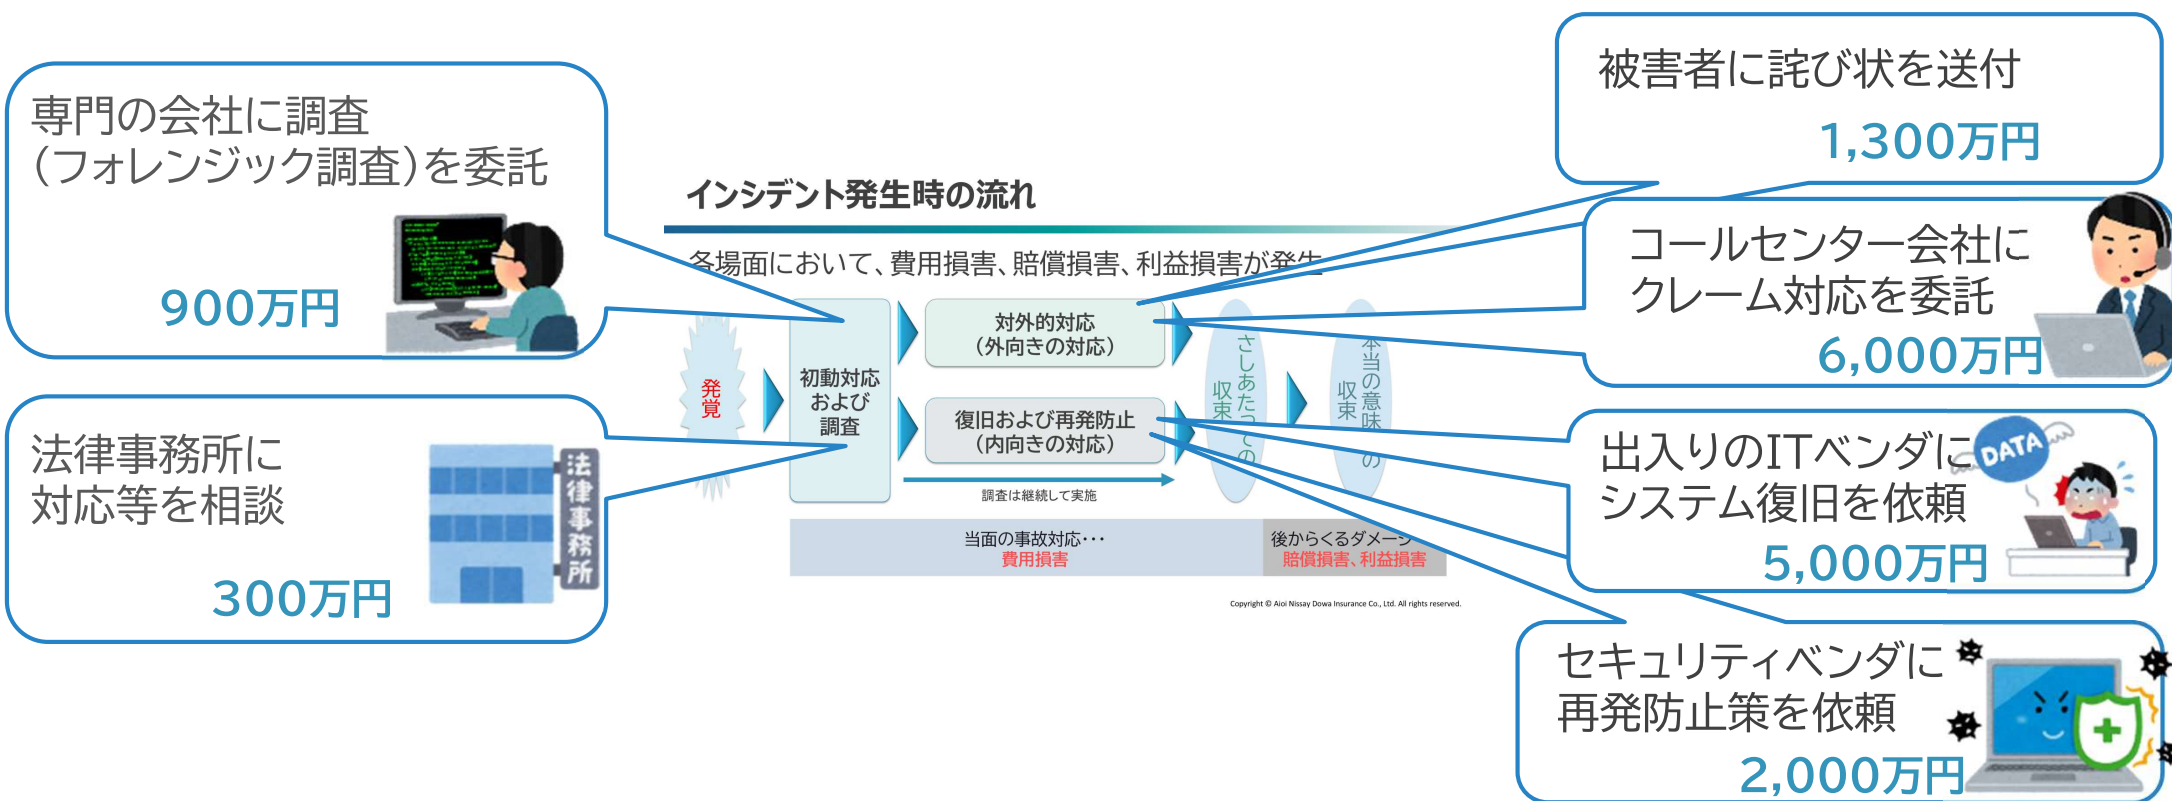 専門の会社に調査
（フォレンジック調査）を委託
900万円
法律事務所に
対応等を相談
300万円
法律事務所
インシデント発生時の流れ
各場面において、費用損害、賠償損害、利益損害が発生
発覚
初動対応
および
調査
対外的対応
（外向きの対応）
復旧および再発防止
（内向きの対応）
調査は継続して実施
さしあたっての
収束
本当の意味での
収束
当面の事故対応･･･
費用損害
後からくるダメージ
賠償損害、利益損害
Copyright © Aioi Nissay Dowa Insurance Co., Ltd. All rights reserved.
被害者に詫び状を送付
1,300万円
コールセンター会社に
クレーム対応を委託
6,000万円
出入りのITベンダに
システム復旧を依頼
5,000万円
DATA
セキュリティベンダに
再発防止策を依頼
2,000万円